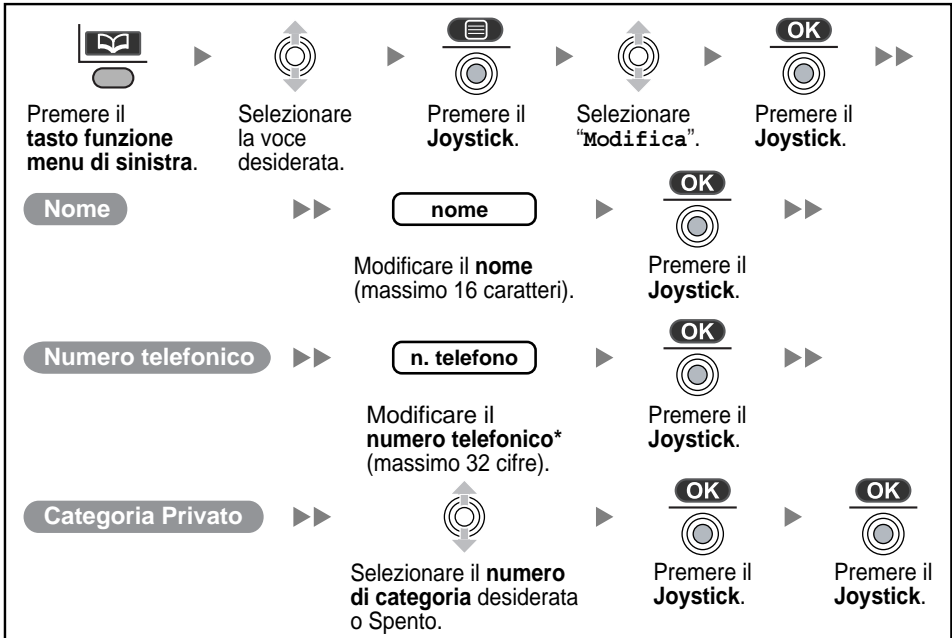 OK
Premere il
tasto funzione
menu di sinistra.
Selezionare
la voce
desiderata.
Premere il
Joystick.
Selezionare
“Modifica”.
Premere il
Joystick.
Nome
nome
Modificare il nome
(massimo 16 caratteri).
OK
Premere il
Joystick.
Numero telefonico
n. telefono
Modificare il
numero telefonico*
(massimo 32 cifre).
OK
Premere il
Joystick.
Categoria Privato
Selezionare il numero
di categoria desiderata
o Spento.
OK
Premere il
Joystick.
OK
Premere il
Joystick.